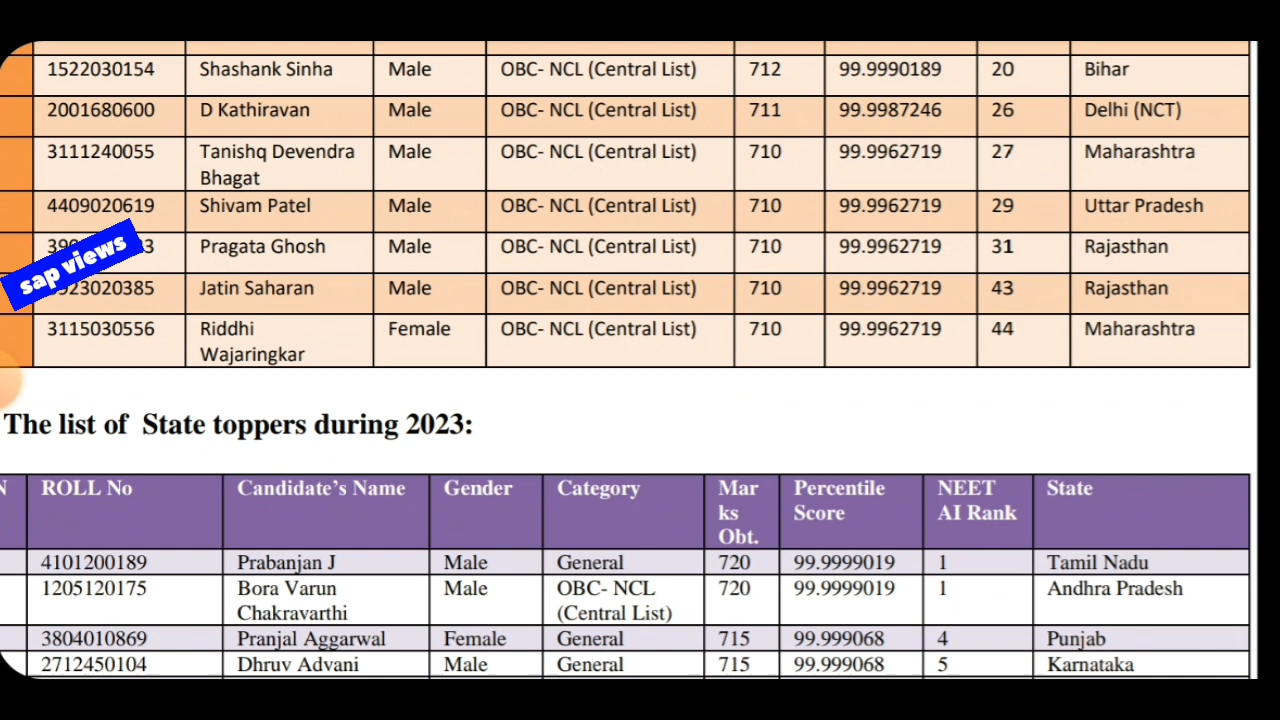 1522030154 Shashank Sinha Male OBC- NCL (Central List) 712 99.9990189 20 Bihar
2001680600 D Kathiravan Male OBC- NCL (Central List) 711 99.9987246 26 Delhi (NCT)
3111240055 Tanishq Devendra Male OBC- NCL (Central List) 710 99.9962719 27 Maharashtra
Bhagat
4409020619 Shivam Patel Male OBC- NCL (Central List) 710 99.9962719 29 Uttar Pradesh
Pragata Ghosh Male OBC- NCL (Central List) 710 99.9962719 31 Rajasthan
sap views
Jatin Saharan Male OBC- NCL (Central List) 710 99.9962719 43 Rajasthan
3115030556 Riddhi Female OBC- NCL (Central List) 710 99.9962719 44 Maharashtra
Wajaringkar
The list of State toppers during 2023:
ROLL No Candidate's Name Gender Category Mar Percentile NEET State
ks Score AI Rank
Obt.
4101200189 Prabanjan J Male General 720 99.9999019 1 Tamil Nadu
1205120175 Bora Varun Male OBC- NCL 720 99.9999019 1 Andhra Pradesh
Chakravarthi (Central List)
3804010869 Pranjal Aggarwal Female General 715 99.999068 4 Punjab
2712450104 Dhruv Advani Male General 715 99.999068 5 Karnataka